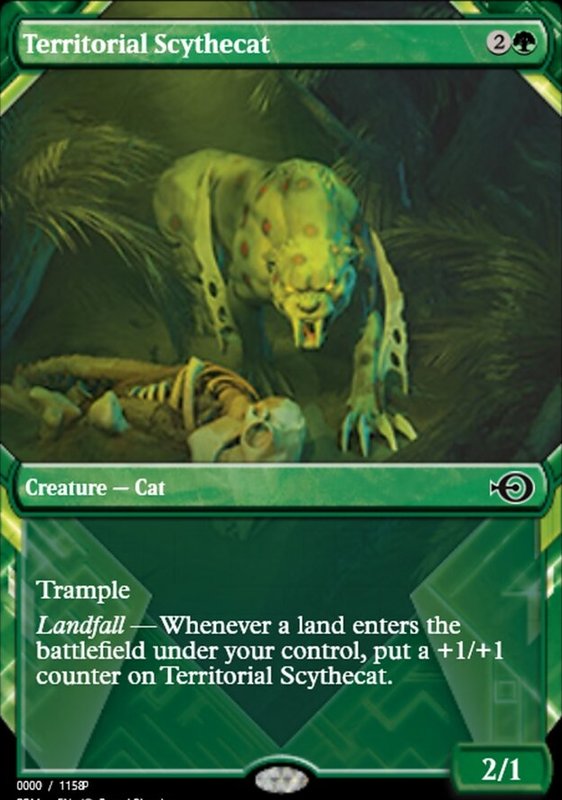 Territorial Scythecat 2
Creature — Cat
Trample
Landfall — Whenever a land enters the
battlefield under your control, put a +1/+1
counter on Territorial Scythecat.
2/1
0000 / 1158P